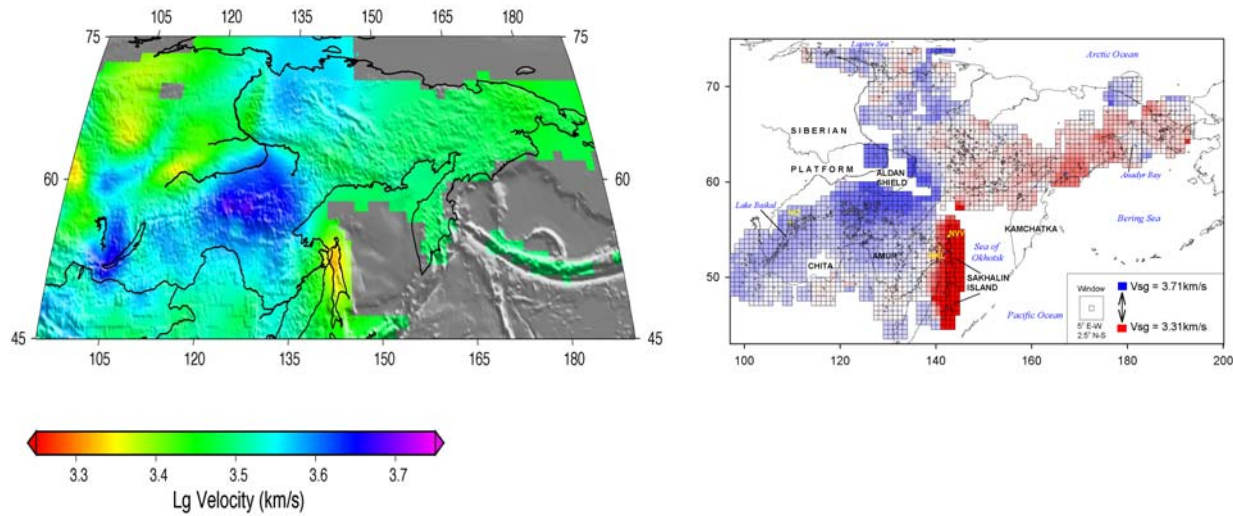 105 120 135 150 165 180
75 75
60 60
45 45
105 120 135 150 165 180
3.3 3.4 3.5 3.6 3.7
Lg Velocity (km/s)
70
60
50
Laptev Sea
Arctic Ocean
SIBERIAN
PLATFORM
ALDAN
SHIELD
Anadyr Bay
Lake Baikal
Bering Sea
KAMCHATKA
NVV
Sea of
Okhotsk
AMUR
CHITA
SAKHALIN
ISLAND
Pacific Ocean
Window
5° E-W
2.5° N-S
Vsg = 3.71km/s
Vsg = 3.31km/s
100 120 140 160 180 200